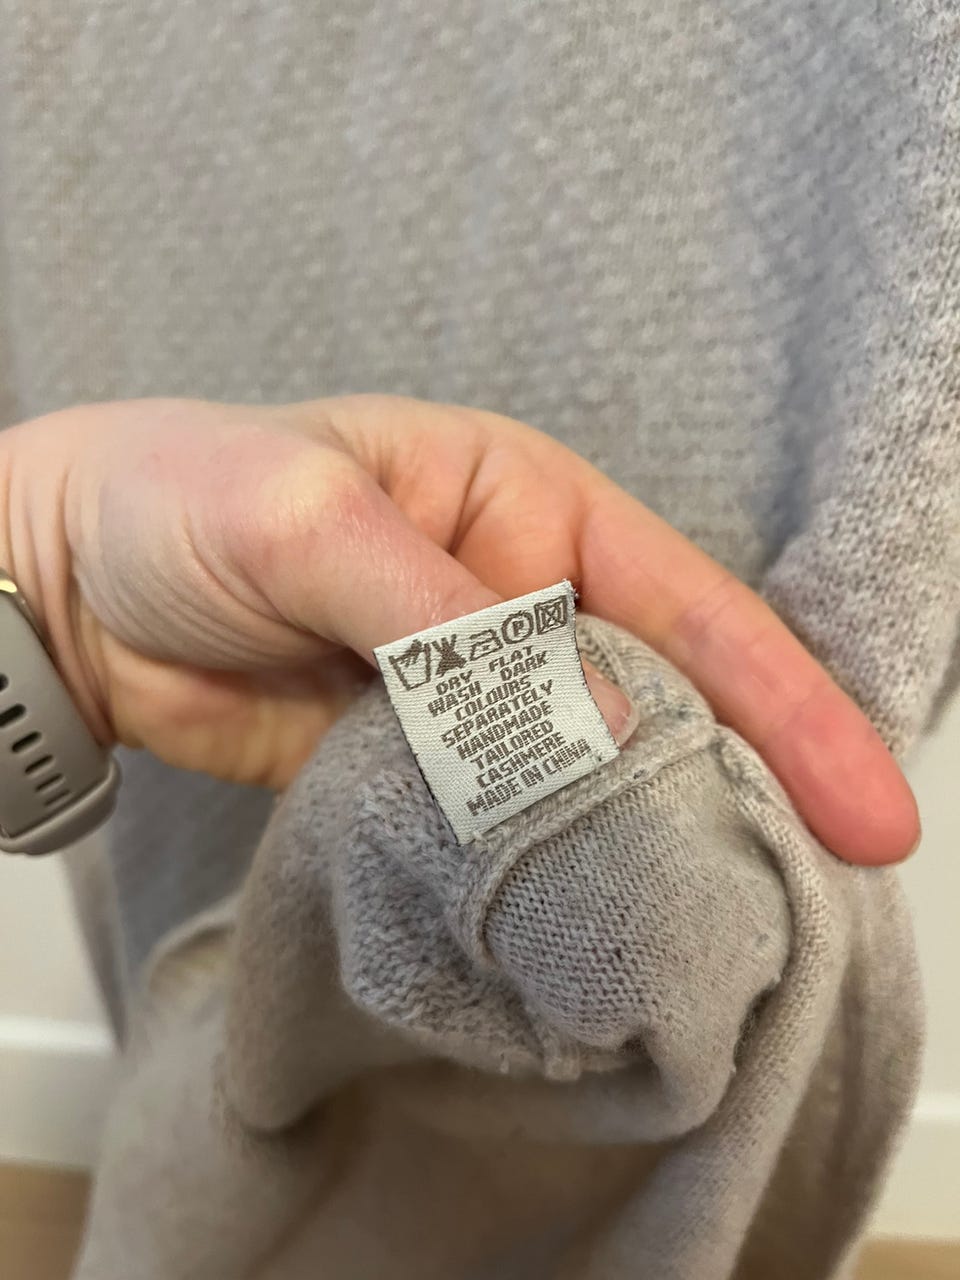 P
DRY FLAT
WASH DARK
COLOURS
SEPARATELY
HANDMADE
TAILORED
CASHMERE
MADE IN CHINA